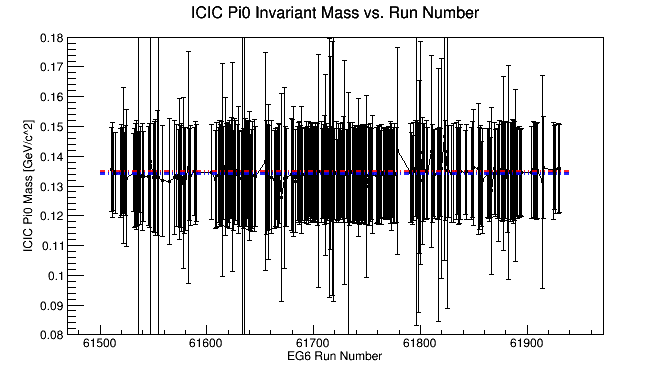 ICIC Pi0 Invariant Mass vs. Run Number
ICIC Pi0 Mass [GeV/c^2]
0.18
0.17
0.16
0.15
0.14
0.13
0.12
0.11
0.1
0.09
0.08
61500 61600 61700 61800 61900
EG6 Run Number